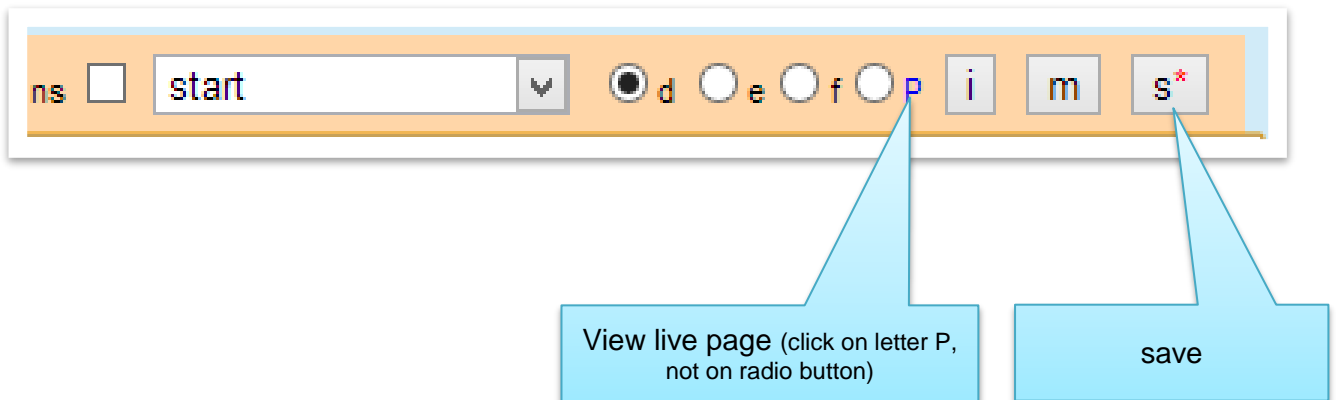 ns start d e f P i m s*
View live page (click on letter P,
not on radio button)
save